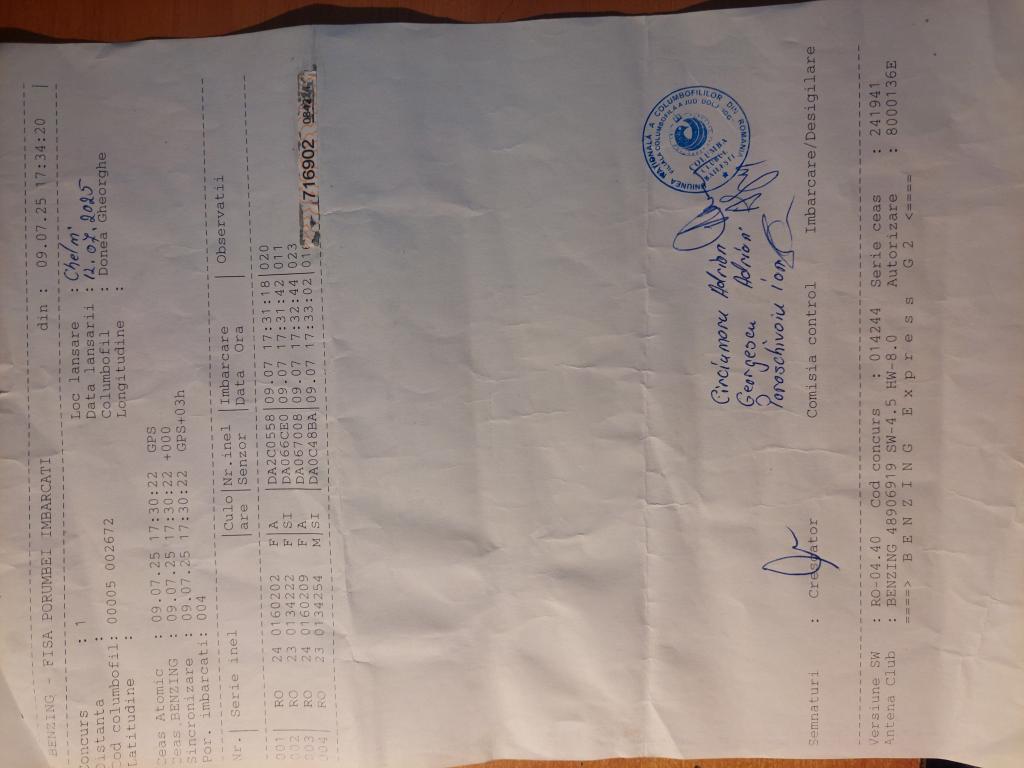 BENZING - FISA PORUMBEI IMBARCATI din : 09.07.25 17:34:20 |
Concurs : 1 Loc lansare : Chełm
Distanta : Data lansarii : 12.07.2025
Cod columbofil: 00005 002672 Columbofil : Donea Gheorghe
Latitudine : Longitudine :
Ceas Atomic : 09.07.25 17:30:22 GPS
Ceas BENZING : 09.07.25 17:30:22 +000
Sincronizare : 09.07.25 17:30:22 GPS+03h
Por. imbarcati: 004
Nr.| Serie inel |Culo|Nr.inel |Imbarcare | Observatii
|are |Senzor |Data Ora |
001| RO 24 0160202 F A |DA2C0558|09.07 17:31:18|020
002| RO 23 0134222 F SI |DA066CE0|09.07 17:31:42|011
003| RO 24 0160209 F A |DA067008|09.07 17:32:44|023
004| RO 23 0134254 M SI |DA0C48BA|09.07 17:33:02|
716902
UNIUNEA NATIONALA A COLUMBOFILILOR DIN ROMANIA
COLUMBA
Ciolumanu Adrian
Georgescu Adrian
Paraschivoiu Ion
Semnaturi : Crescator Comisia control Imbarcare/Desigilare
Versiune SW : RO-04.40 Cod concurs : 014244 Serie ceas : 241941
Antena Club : BENZING 48906919 SW-4.5 HW-8.0 Autorizare : 8000136E
====> B E N Z I N G E x p r e s s G 2 <====